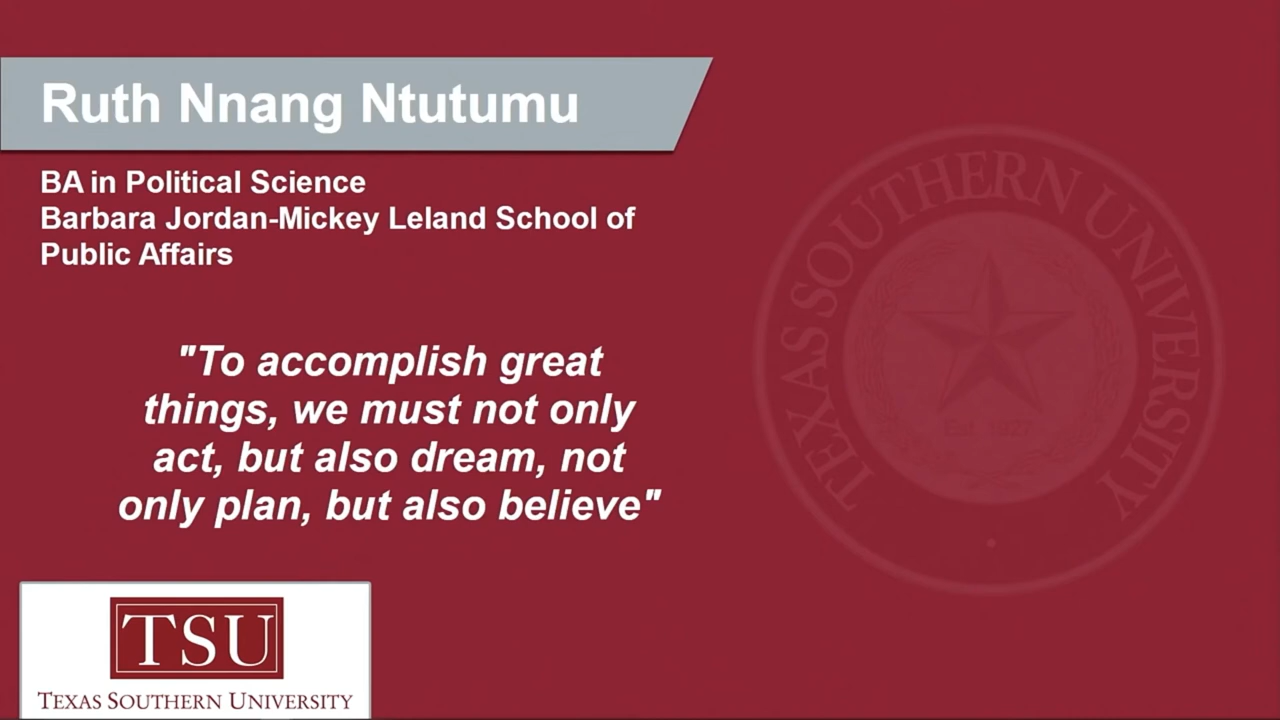 Ruth Nnang Ntutumu
BA in Political Science
Barbara Jordan-Mickey Leland School of
Public Affairs
"To accomplish great
things, we must not only
act, but also dream, not
only plan, but also believe"
TEXAS SOUTHERN UNIVERSITY
Est. 1927
TSU
TEXAS SOUTHERN UNIVERSITY